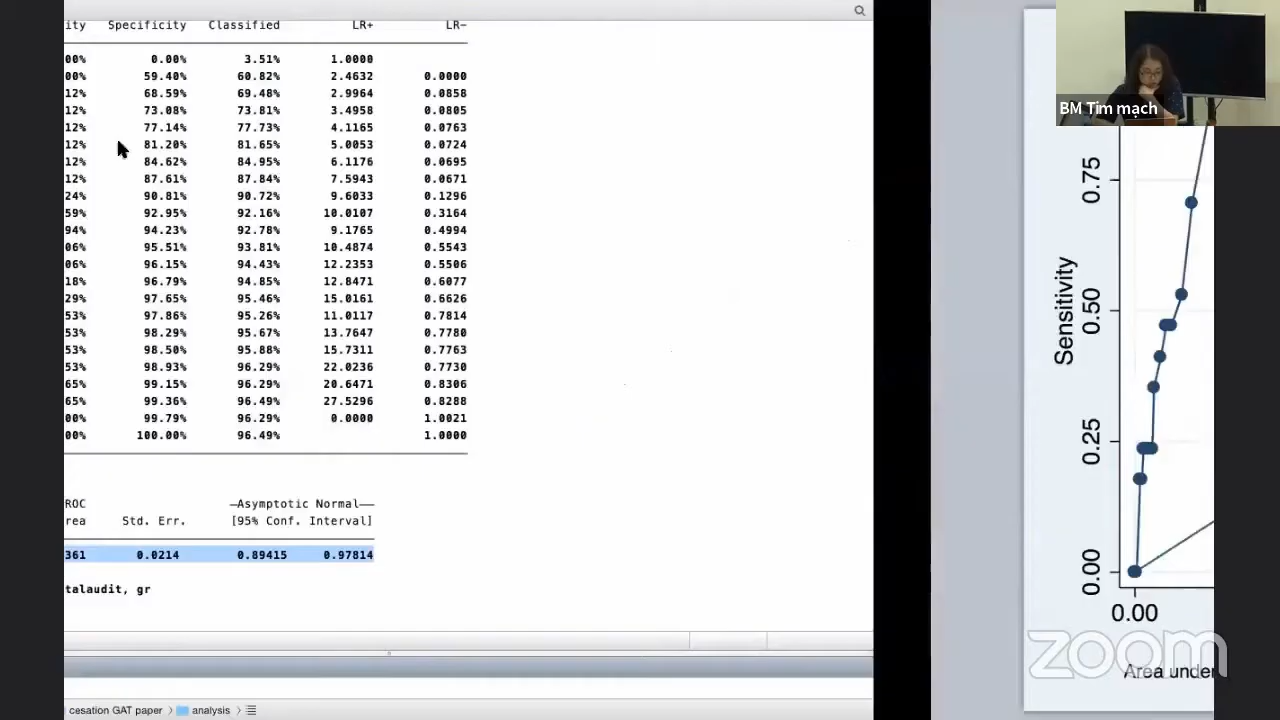 ity Specificity Classified LR+ LR-
00% 0.00% 3.51% 1.0000
00% 59.40% 60.82% 2.4632 0.0000
12% 68.59% 69.48% 2.9964 0.0858
12% 73.08% 73.81% 3.4958 0.0805
12% 77.14% 77.73% 4.1165 0.0763
12% 81.20% 81.65% 5.0053 0.0724
12% 84.62% 84.95% 6.1176 0.0695
12% 87.61% 87.84% 7.5943 0.0671
24% 90.81% 90.72% 9.6033 0.1296
59% 92.95% 92.16% 10.0107 0.3164
94% 94.23% 92.78% 9.1765 0.4994
06% 95.51% 93.81% 10.4874 0.5543
06% 96.15% 94.43% 12.2353 0.5506
18% 96.79% 94.85% 12.8471 0.6077
29% 97.65% 95.46% 15.0161 0.6626
53% 97.86% 95.26% 11.0117 0.7814
53% 98.29% 95.67% 13.7647 0.7780
53% 98.50% 95.88% 15.7311 0.7763
53% 98.93% 96.29% 22.0236 0.7730
65% 99.15% 96.29% 20.6471 0.8306
65% 99.36% 96.49% 27.5296 0.8288
00% 99.79% 96.29% 0.0000 1.0021
00% 100.00% 96.49% 1.0000
ROC —Asymptotic Normal—
rea Std. Err. [95% Conf. Interval]
361 0.0214 0.89415 0.97814
talaudit, gr
cesation GAT paper
analysis
BM Tim mạch
Sensitivity
0.75
0.50
0.25
0.00
0.00
Area under
zoom